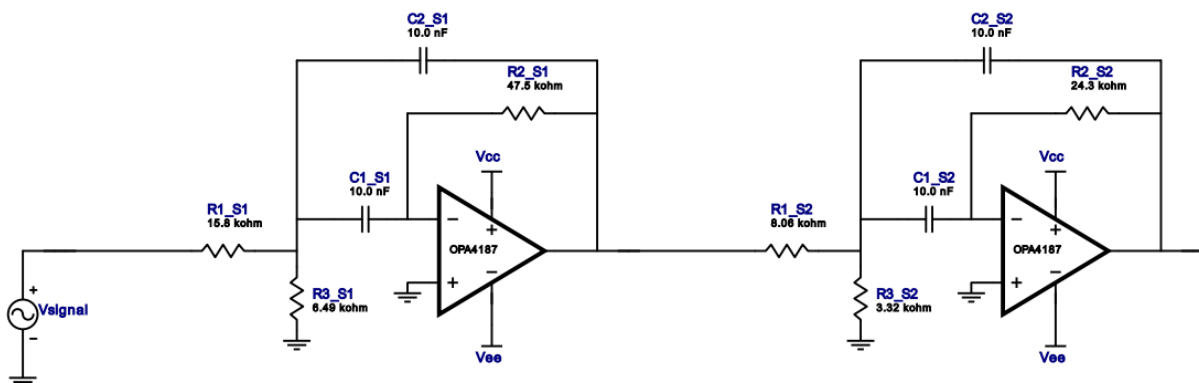 C2_S1
10.0 nF
R2_S1
47.5 kohm
Vcc
C1_S1
10.0 nF
R1_S1
15.8 kohm
OPA4187
R3_S1
6.49 kohm
Vsignal
Vee
C2_S2
10.0 nF
R2_S2
24.3 kohm
Vcc
C1_S2
10.0 nF
R1_S2
8.06 kohm
OPA4187
R3_S2
3.32 kohm
Vee